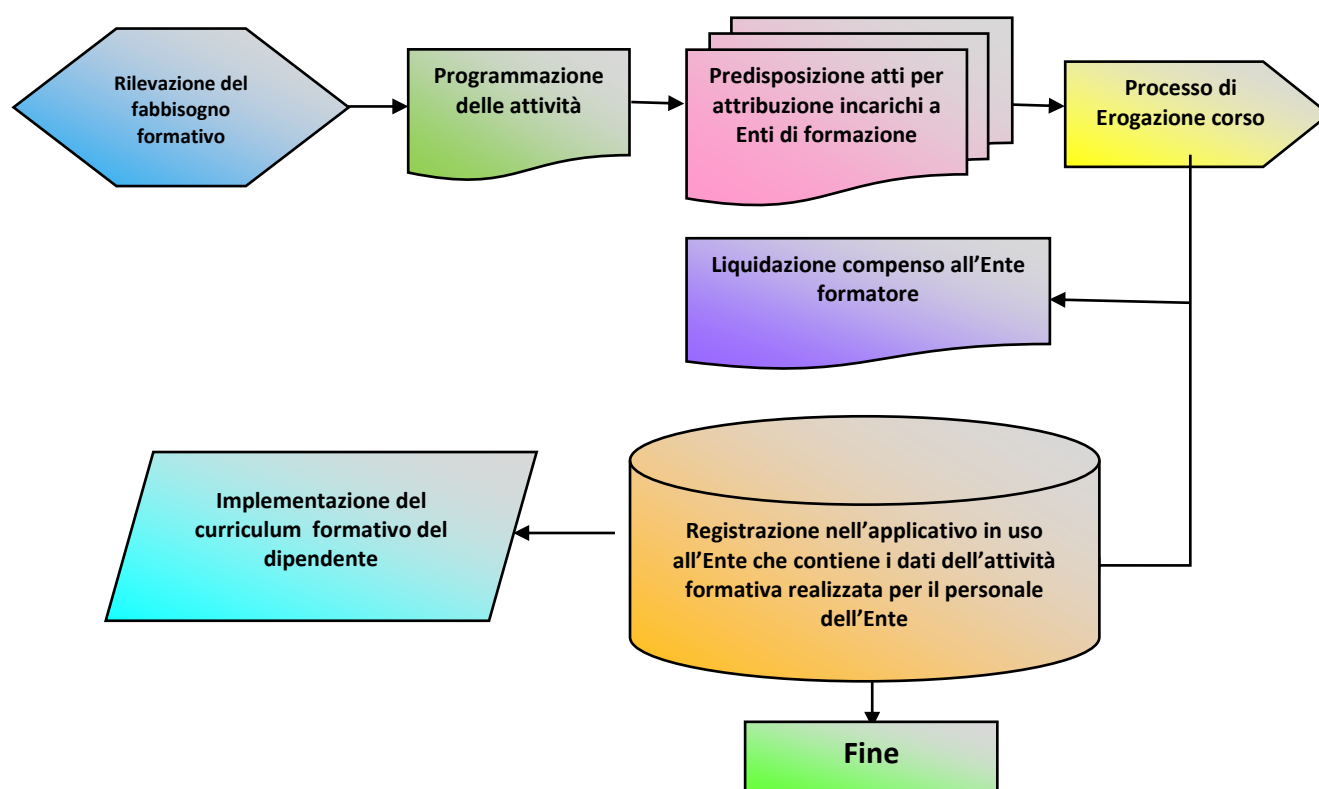 Rilevazione del
fabbisogno
formativo
Programmazione
delle attività
Predisposizione atti per
attribuzione incarichi a
Enti di formazione
Processo di
Erogazione corso
Liquidazione compenso all’Ente
formatore
Implementazione del
curriculum  formativo del
dipendente
Registrazione nell’applicativo in uso
all’Ente che contiene i dati dell’attività
formativa realizzata per il personale
dell’Ente
Fine